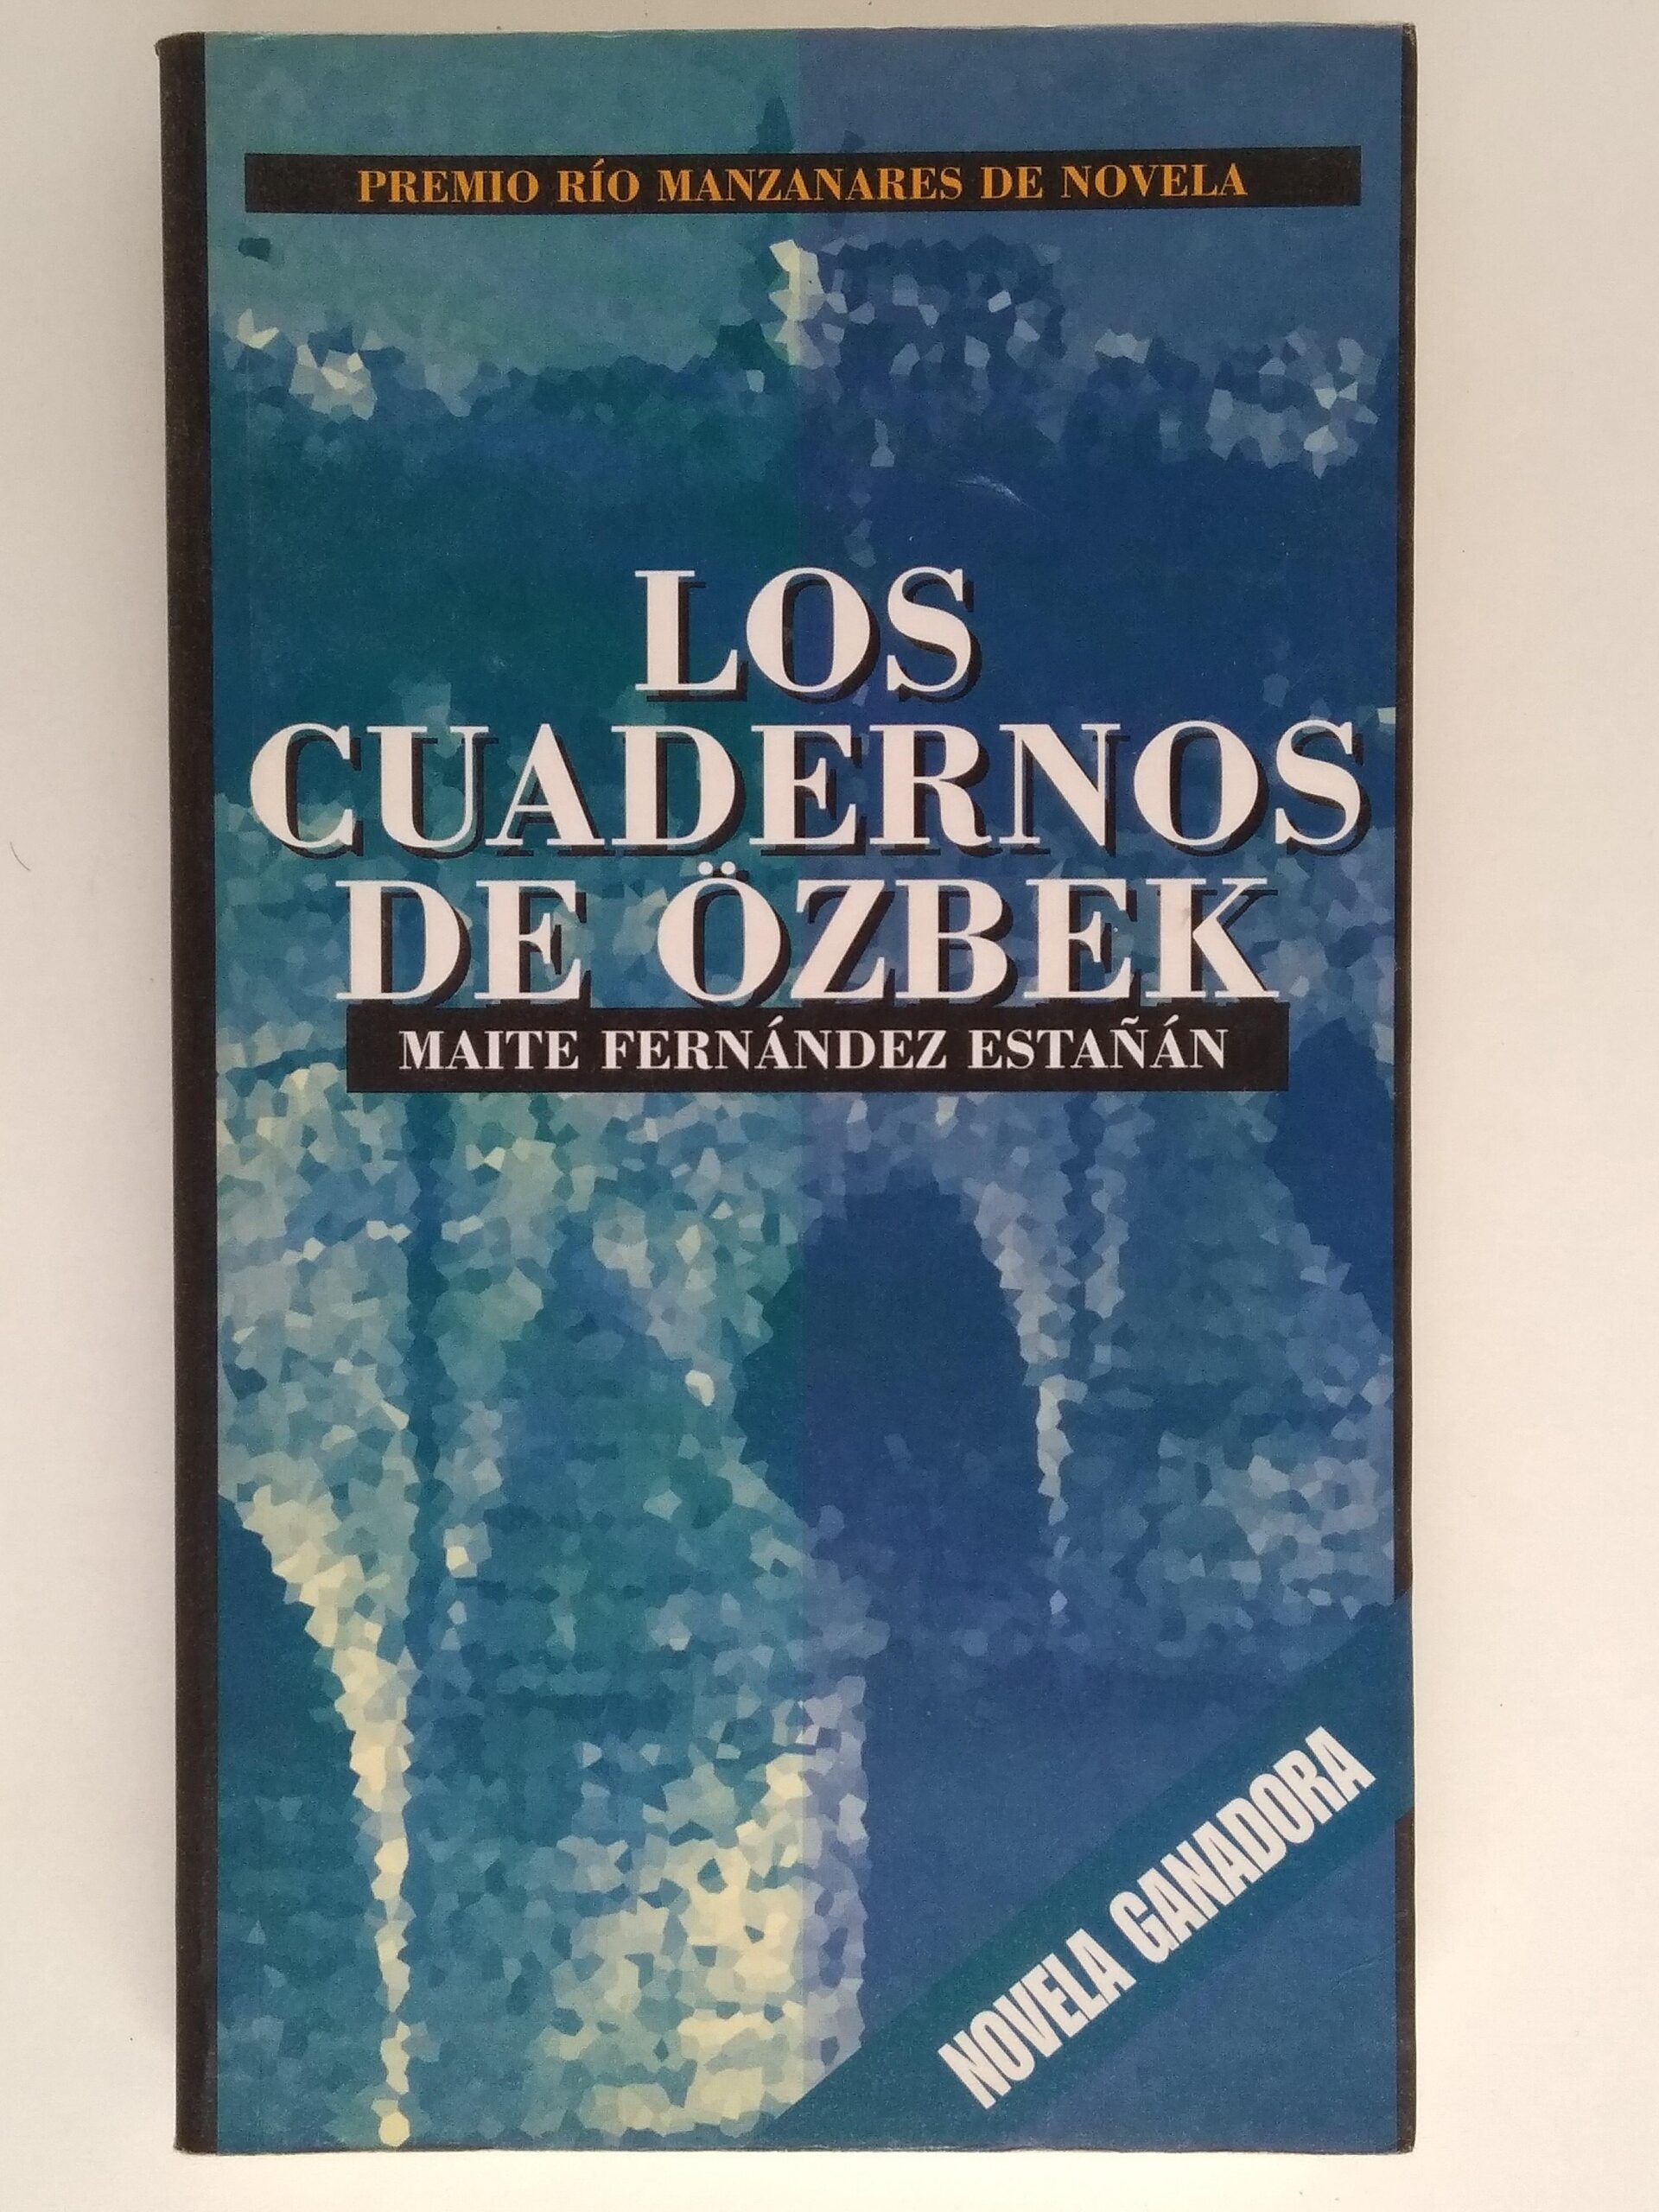 PREMIO RÍO MANZANARES DE NOVELA
LOS
CUADERNOS
DE ÖZBEK
MAITE FERNÁNDEZ ESTAÑÁN
NOVELA GANADORA